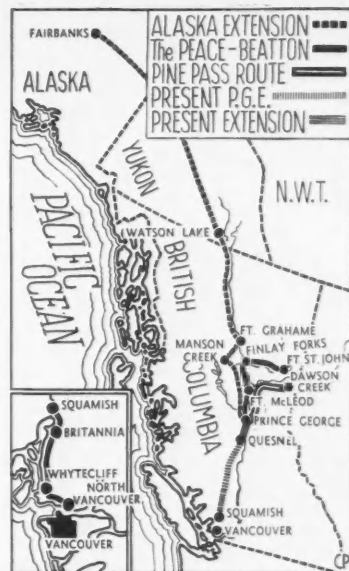 FAIRBANKS
ALASKA
ALASKA EXTENSION
The PEACE-BEATTON
PINE PASS ROUTE
PRESENT P.G.E.
PRESENT EXTENSION
YUKON
N.W.T.
PACIFIC
OCEAN
WATSON LAKE
BRITISH
COLUMBIA
FT. GRAHAME
FINLAY FORKS
MANSON
CREEK
FT ST. JOHN
DAWSON
CREEK
FT. McLEOD
PRINCE GEORGE
QUESNEL
SQUAMISH
VANCOUVER
CP
SQUAMISH
BRITANNIA
WHYTECLIFF
NORTH
VANCOUVER
VANCOUVER